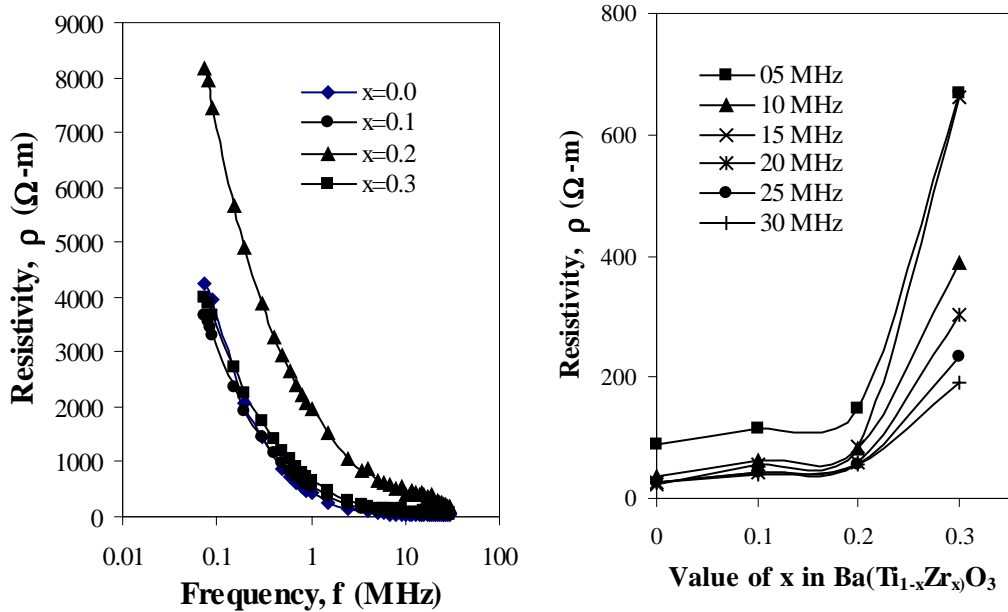 9000
8000
7000
6000
5000
4000
3000
2000
1000
0
0.01 0.1 1 10 100
Resistivity, ρ (Ω-m)
Frequency, f (MHz)
x=0.0
x=0.1
x=0.2
x=0.3
800
600
400
200
0
0 0.1 0.2 0.3
Resistivity, ρ (Ω-m)
Value of x in Ba(Ti1-xZrx)O3
05 MHz
10 MHz
15 MHz
20 MHz
25 MHz
30 MHz